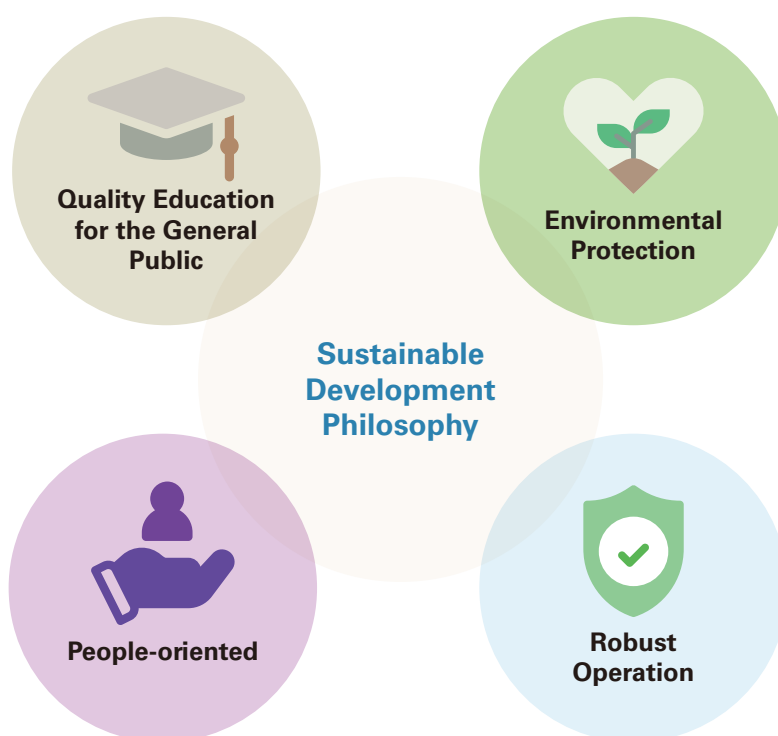 Quality Education
for the General
Public
Environmental
Protection
Sustainable
Development
Philosophy
People-oriented
Robust
Operation